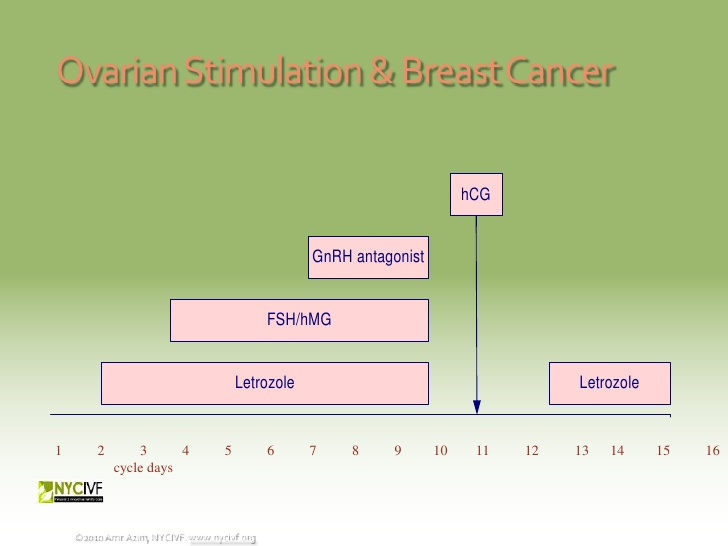 Ovarian Stimulation & Breast Cancer
hCG
GnRH antagonist
FSH/hMG
Letrozole Letrozole
1 2 3 4 5 6 7 8 9 10 11 12 13 14 15 16
cycle days
NYCIVF
©2010 Amr Azim, NYCIVF. www.nycivf.org